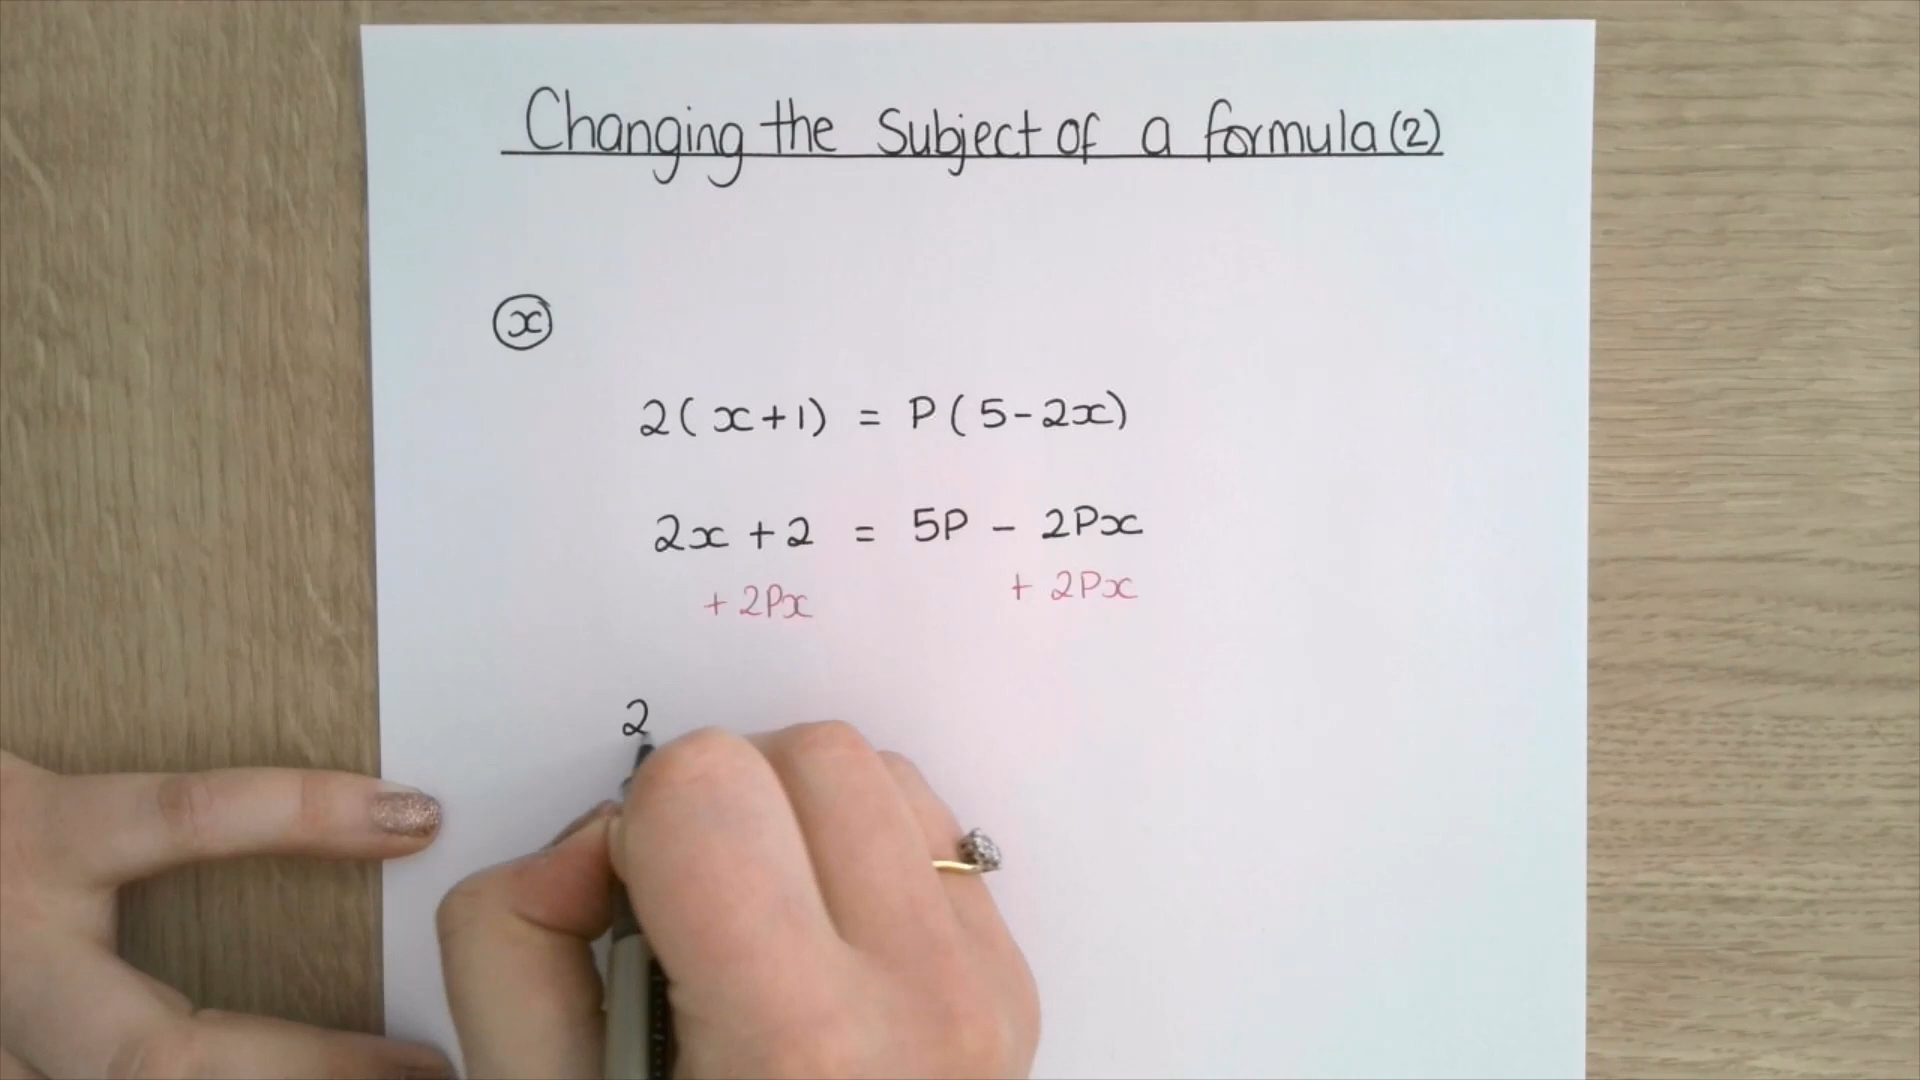 Changing the Subject of a formula (2)
x
2(x+1) = P(5-2x)
2x + 2 = 5P - 2Px
+ 2Px + 2Px
2